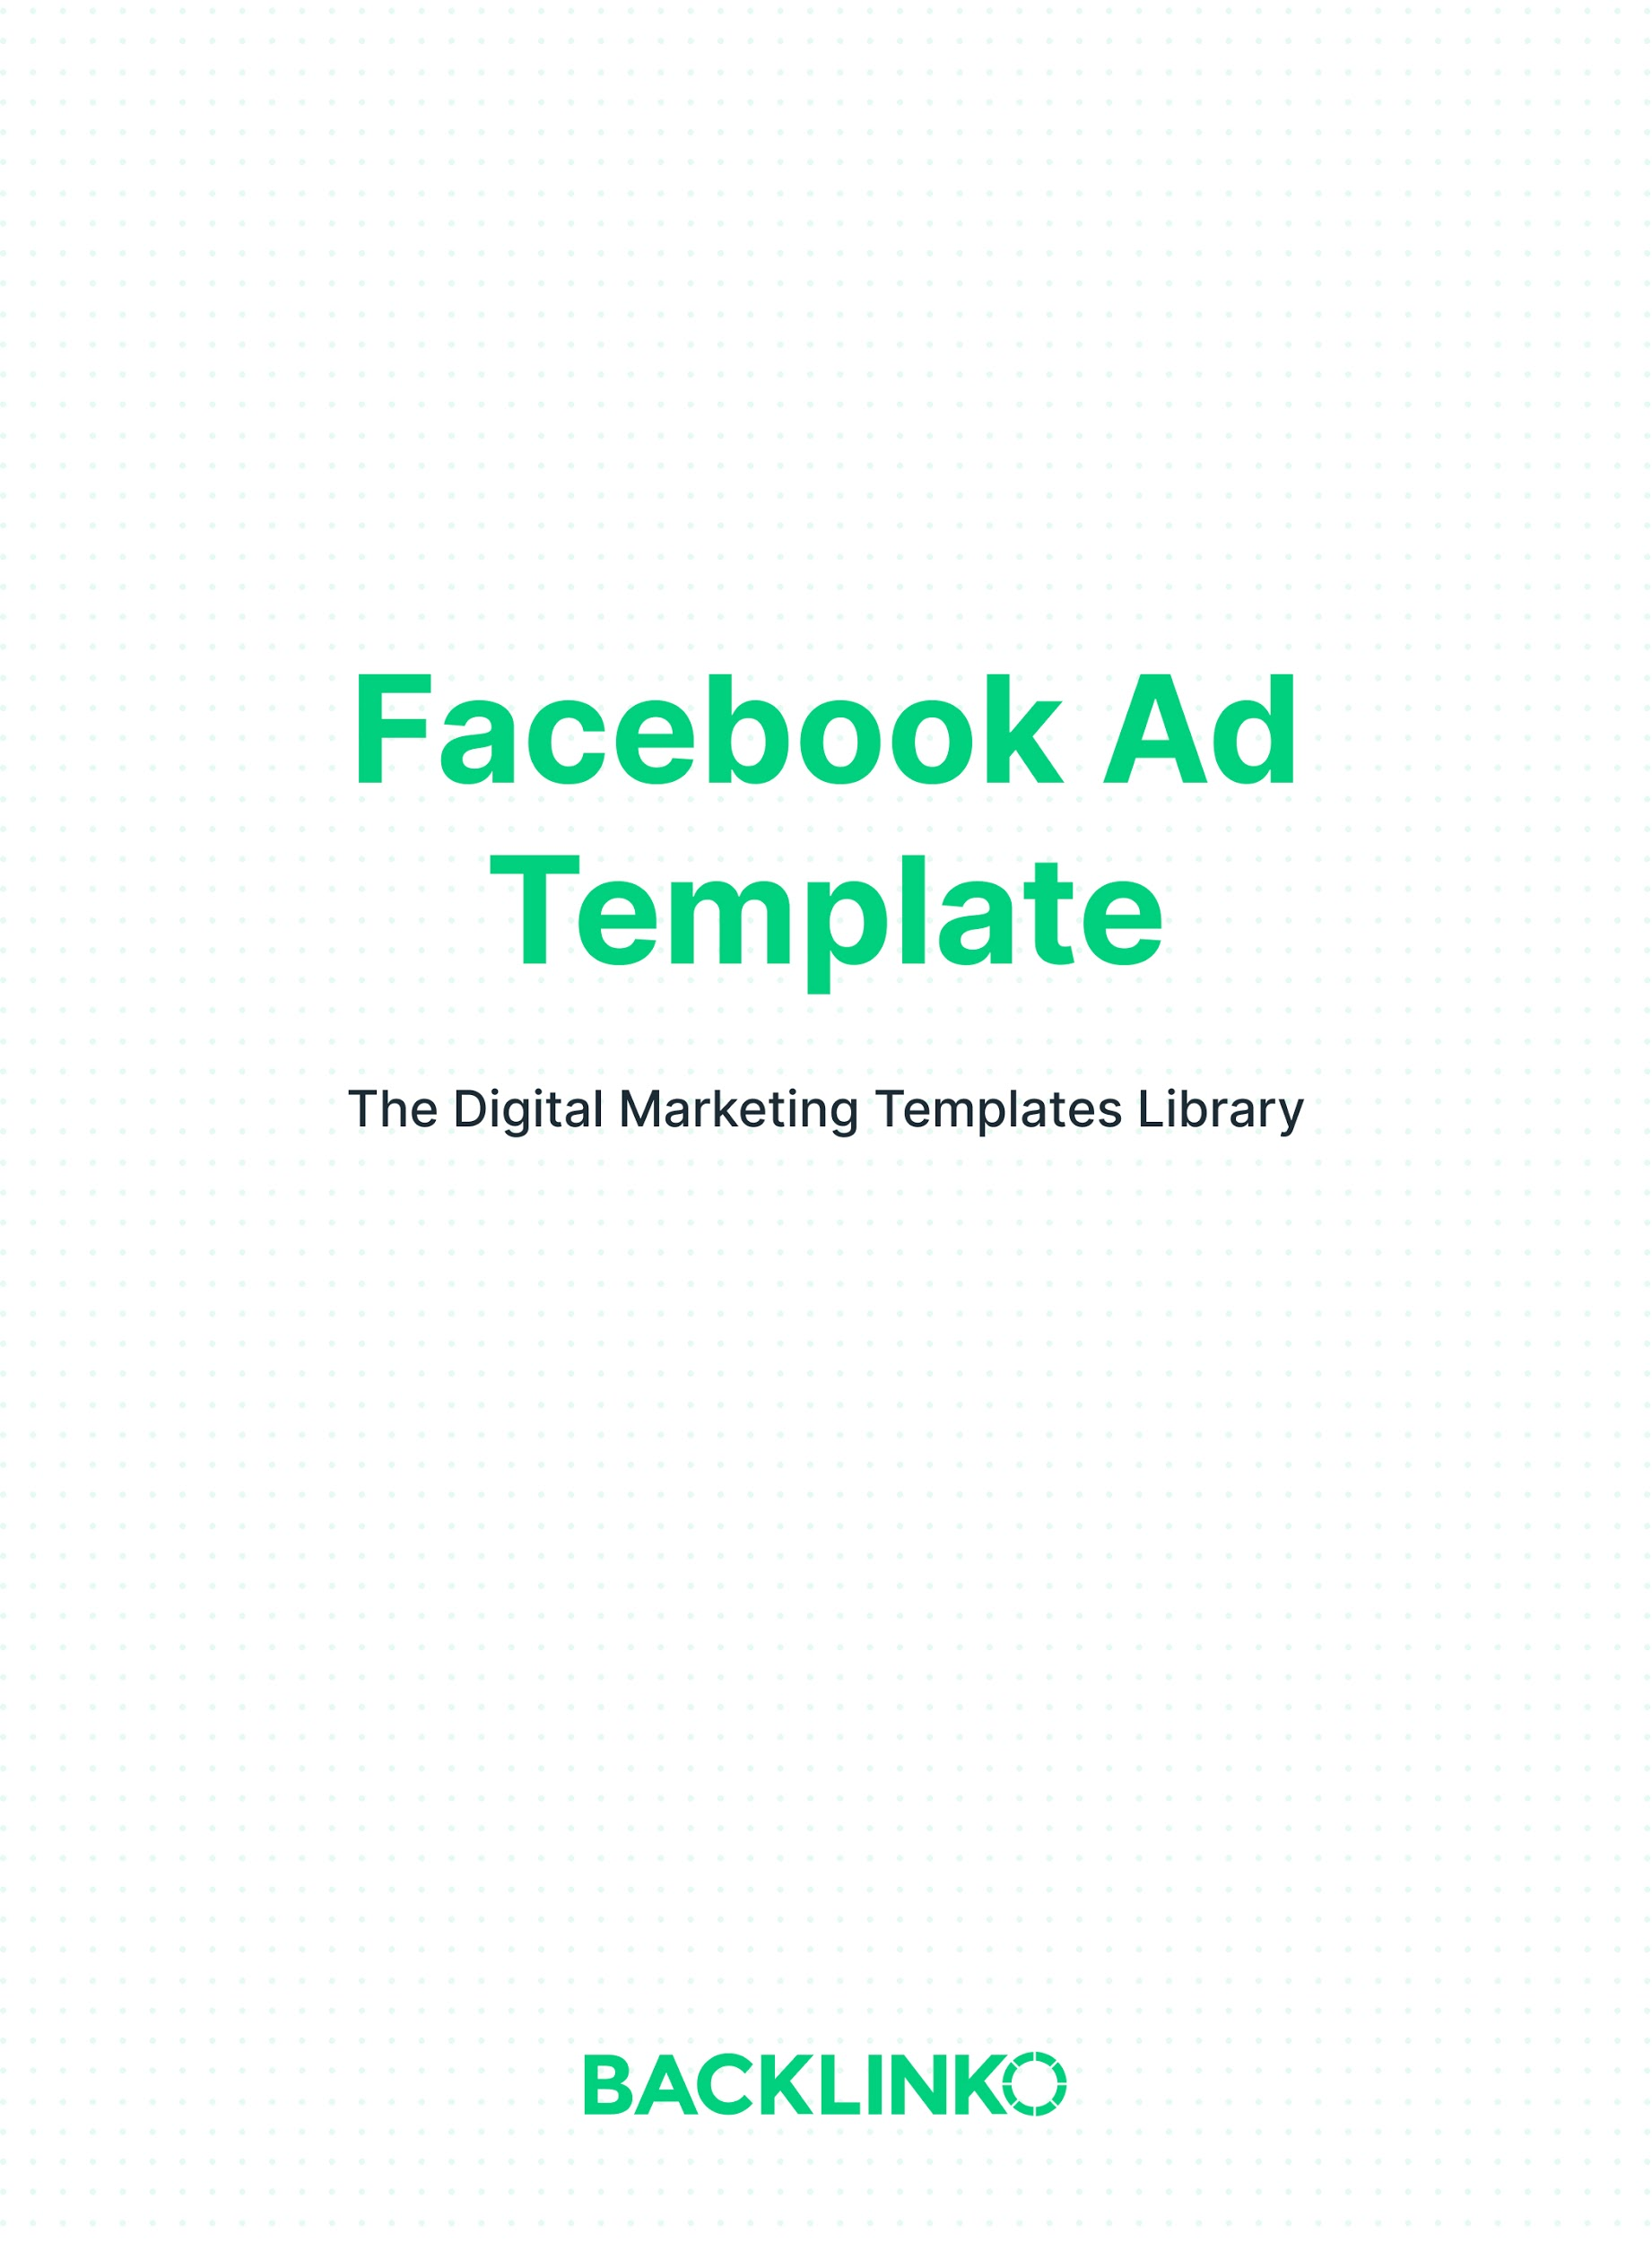 Facebook Ad
Template
The Digital Marketing Templates Library
BACKLINKO